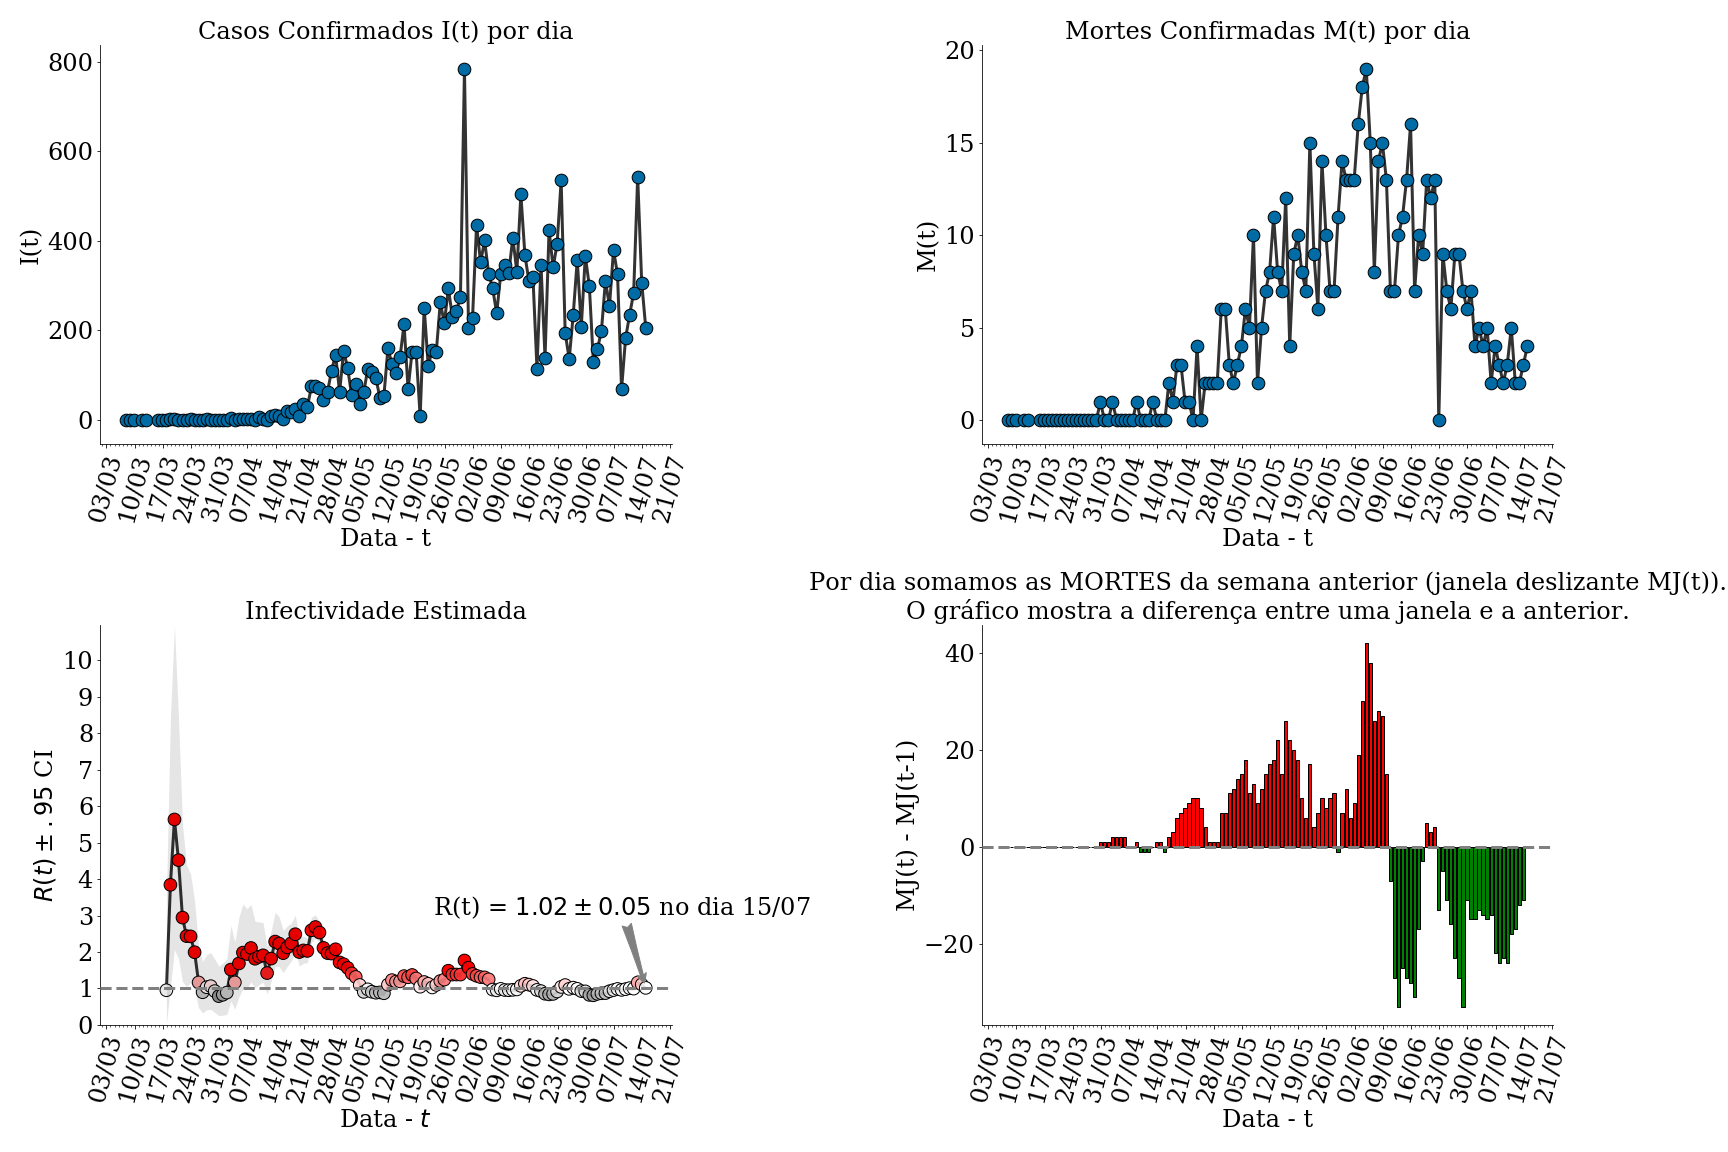 Casos Confirmados I(t) por dia
800
600
400
200
0
I(t)
03/03 10/03 17/03 24/03 31/03 07/04 14/04 21/04 28/04 05/05 12/05 19/05 26/05 02/06 09/06 16/06 23/06 30/06 07/07 14/07 21/07
Data - t
Mortes Confirmadas M(t) por dia
20
15
10
5
0
M(t)
03/03 10/03 17/03 24/03 31/03 07/04 14/04 21/04 28/04 05/05 12/05 19/05 26/05 02/06 09/06 16/06 23/06 30/06 07/07 14/07 21/07
Data - t
Infectividade Estimada
10
9
8
7
6
5
4
3
2
1
0
R(t) ± .95 CI
R(t) = 1.02 ± 0.05 no dia 15/07
03/03 10/03 17/03 24/03 31/03 07/04 14/04 21/04 28/04 05/05 12/05 19/05 26/05 02/06 09/06 16/06 23/06 30/06 07/07 14/07 21/07
Data - t
Por dia somamos as MORTES da semana anterior (janela deslizante MJ(t)).
O gráfico mostra a diferença entre uma janela e a anterior.
40
20
0
−20
MJ(t) - MJ(t-1)
03/03 10/03 17/03 24/03 31/03 07/04 14/04 21/04 28/04 05/05 12/05 19/05 26/05 02/06 09/06 16/06 23/06 30/06 07/07 14/07 21/07
Data - t